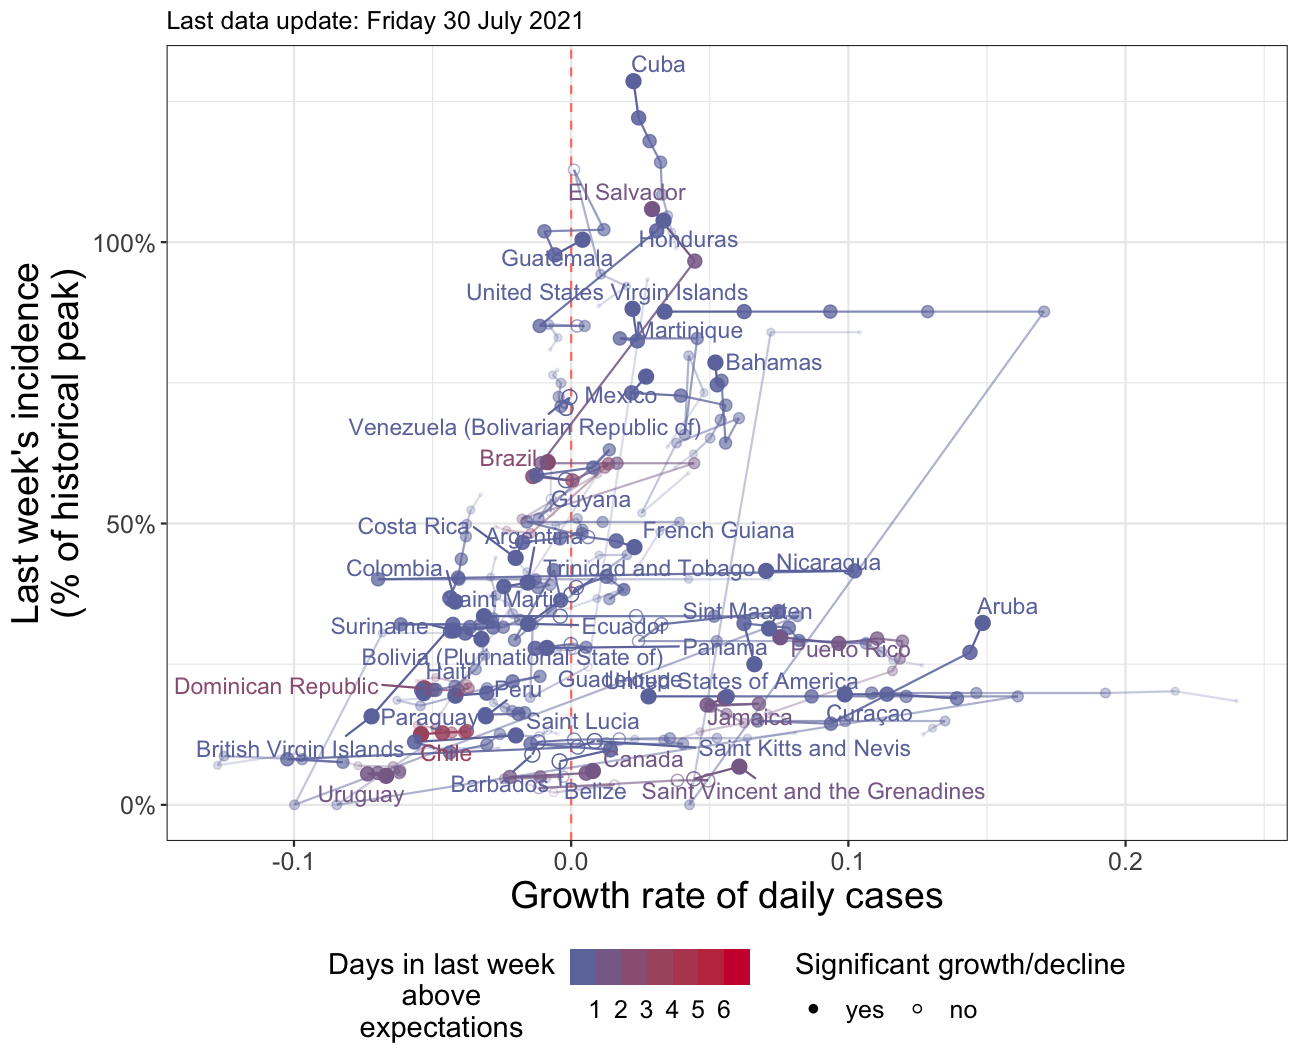 Last data update: Friday 30 July 2021
Last week's incidence
(% of historical peak)
100%
50%
0%
Cuba
El Salvador
Honduras
Guatemala
United States Virgin Islands
Martinique
Bahamas
Mexico
Venezuela (Bolivarian Republic of)
Brazil
Guyana
Costa Rica
Argentina
French Guiana
Colombia
Trinidad and Tobago
Nicaragua
Saint Martin
Sint Maarten
Aruba
Suriname
Ecuador
Panama
Puerto Rico
Bolivia (Plurinational State of)
Haiti
Guadeloupe
United States of America
Dominican Republic
Peru
Paraguay
Saint Lucia
Jamaica
Curaçao
British Virgin Islands
Chile
Saint Kitts and Nevis
Canada
Uruguay
Barbados
Belize
Saint Vincent and the Grenadines
-0.1
0.0
0.1
0.2
Growth rate of daily cases
Days in last week
above
expectations
1 2 3 4 5 6
Significant growth/decline
yes
no